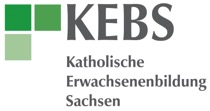 KEBS
Katholische
Erwachsenenbildung
Sachsen